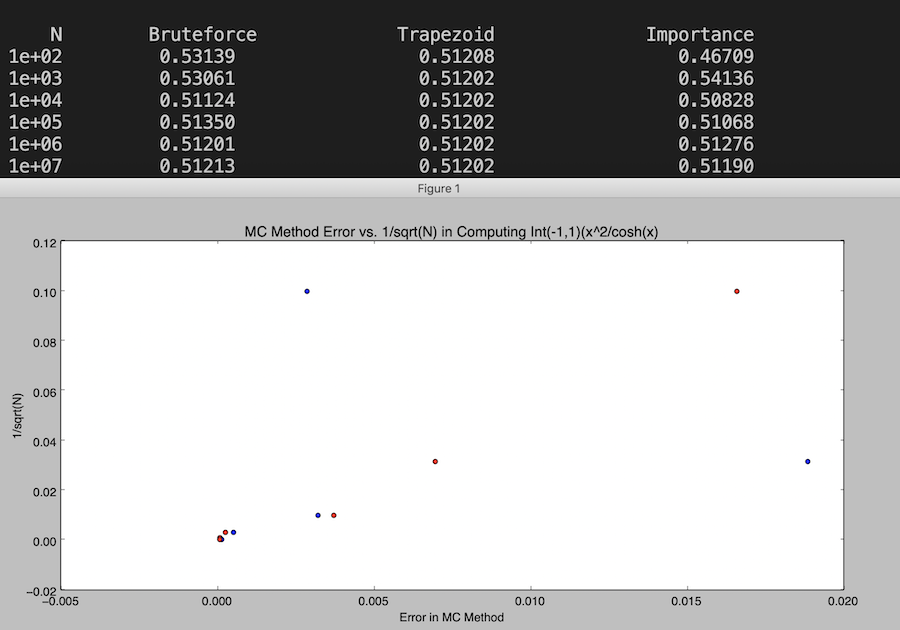 N Bruteforce Trapezoid Importance
1e+02 0.53139 0.51208 0.46709
1e+03 0.53061 0.51202 0.54136
1e+04 0.51124 0.51202 0.50828
1e+05 0.51350 0.51202 0.51068
1e+06 0.51201 0.51202 0.51276
1e+07 0.51213 0.51202 0.51190
Figure 1
MC Method Error vs. 1/sqrt(N) in Computing Int(-1,1)(x^2/cosh(x)
0.12
0.10
0.08
0.06
0.04
0.02
0.00
−0.02
1/sqrt(N)
−0.005 0.000 0.005 0.010 0.015 0.020
Error in MC Method